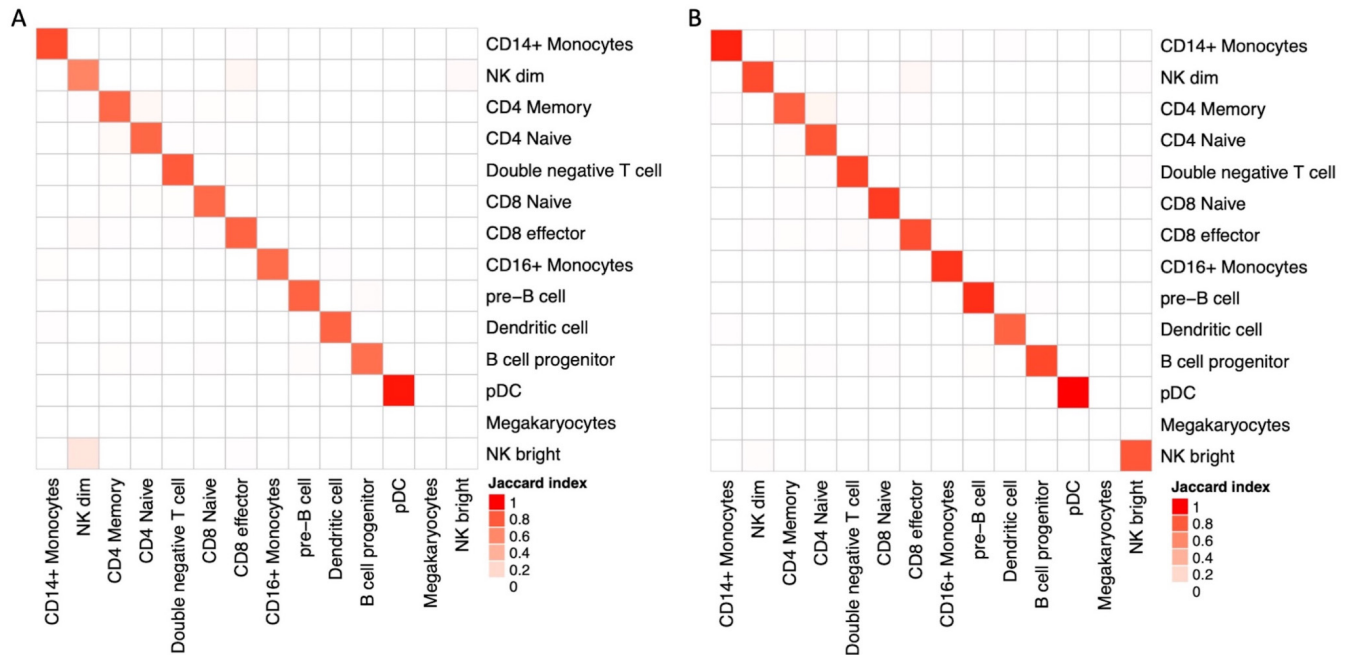 A
CD14+ Monocytes
NK dim
CD4 Memory
CD4 Naive
Double negative T cell
CD8 Naive
CD8 effector
CD16+ Monocytes
pre−B cell
Dendritic cell
B cell progenitor
pDC
Megakaryocytes
NK bright
CD14+ Monocytes
NK dim
CD4 Memory
CD4 Naive
Double negative T cell
CD8 Naive
CD8 effector
CD16+ Monocytes
pre−B cell
Dendritic cell
B cell progenitor
pDC
Megakaryocytes
NK bright
Jaccard index
1
0.8
0.6
0.4
0.2
0
B
CD14+ Monocytes
NK dim
CD4 Memory
CD4 Naive
Double negative T cell
CD8 Naive
CD8 effector
CD16+ Monocytes
pre−B cell
Dendritic cell
B cell progenitor
pDC
Megakaryocytes
NK bright
CD14+ Monocytes
NK dim
CD4 Memory
CD4 Naive
Double negative T cell
CD8 Naive
CD8 effector
CD16+ Monocytes
pre−B cell
Dendritic cell
B cell progenitor
pDC
Megakaryocytes
NK bright
Jaccard index
1
0.8
0.6
0.4
0.2
0